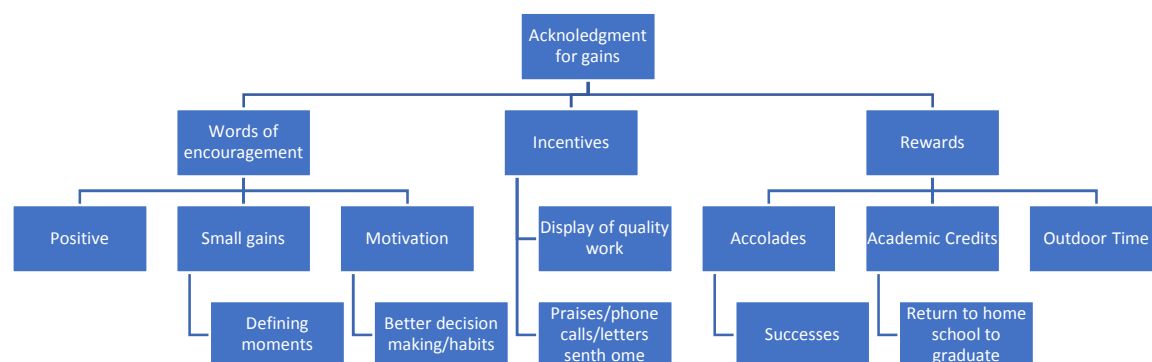 Acknoledgment
for gains
Words of
encouragement
Incentives
Rewards
Positive
Small gains
Motivation
Display of quality
work
Accolades
Academic Credits
Outdoor Time
Defining
moments
Better decision
making/habits
Praises/phone
calls/letters
senth ome
Successes
Return to home
school to
graduate